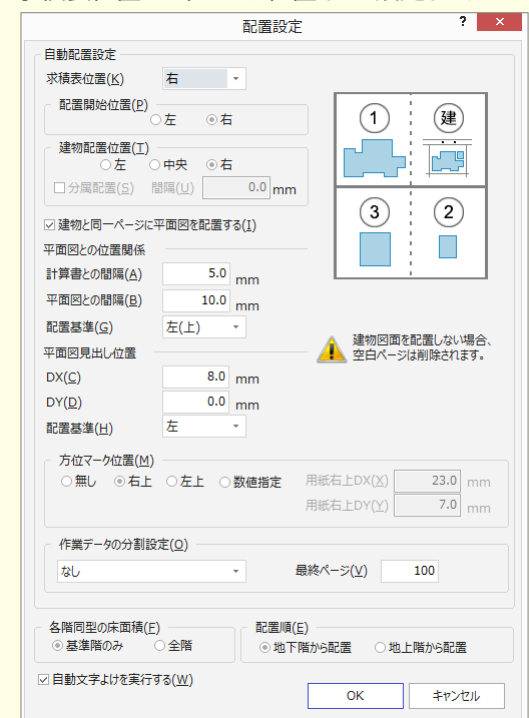 配置設定 ? ×
自動配置設定
求積表位置(K) 右
配置開始位置(P)
左 右
建物配置位置(T)
左 中央 右
分属配置(S) 間隔(U) 0.0 mm
1 建
3 2
建物と同一ページに平面図を配置する(I)
平面図との位置関係
計算書との間隔(A) 5.0 mm
平面図との間隔(B) 10.0 mm
配置基準(G) 左(上)
建物図面を配置しない場合、
空白ページは削除されます。
平面図見出し位置
DX(C) 8.0 mm
DY(D) 0.0 mm
配置基準(H) 左
方位マーク位置(M)
無し 右上 左上 数値指定 用紙右上DX(X) 23.0 mm
用紙右上DY(Y) 7.0 mm
作業データの分割設定(O)
なし 最終ページ(V) 100
各階同型の床面積(F) 配置順(E)
基準階のみ 全階 地下階から配置 地上階から配置
自動文字よけを実行する(W)
OK キャンセル